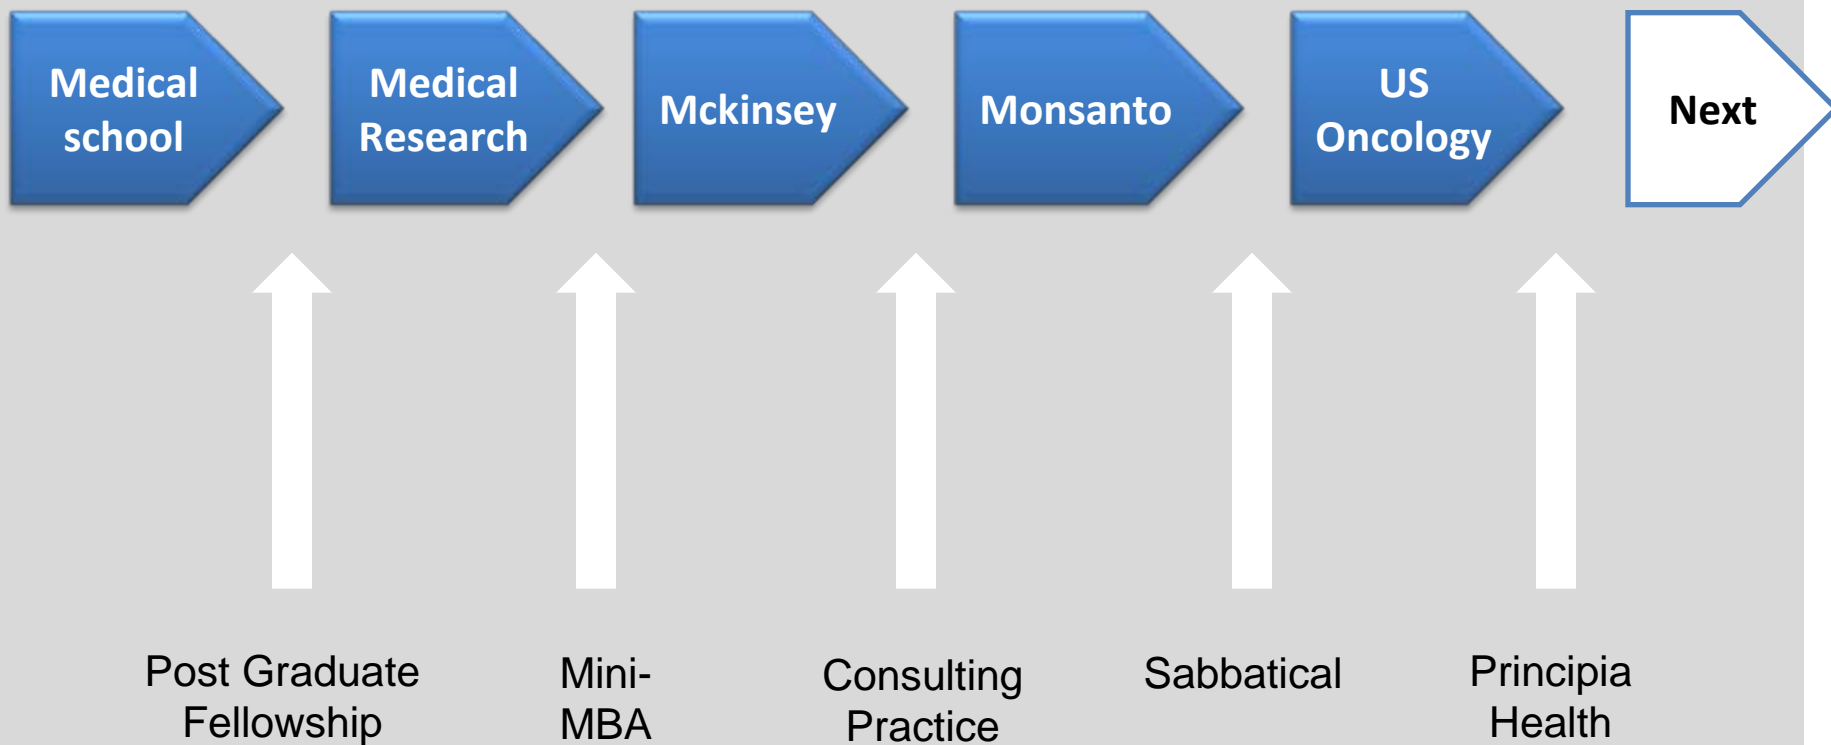 Medical
school
Medical
Research
Mckinsey
Monsanto
US
Oncology
Next
Post Graduate
Fellowship
Mini-
MBA
Consulting
Practice
Sabbatical
Principia
Health